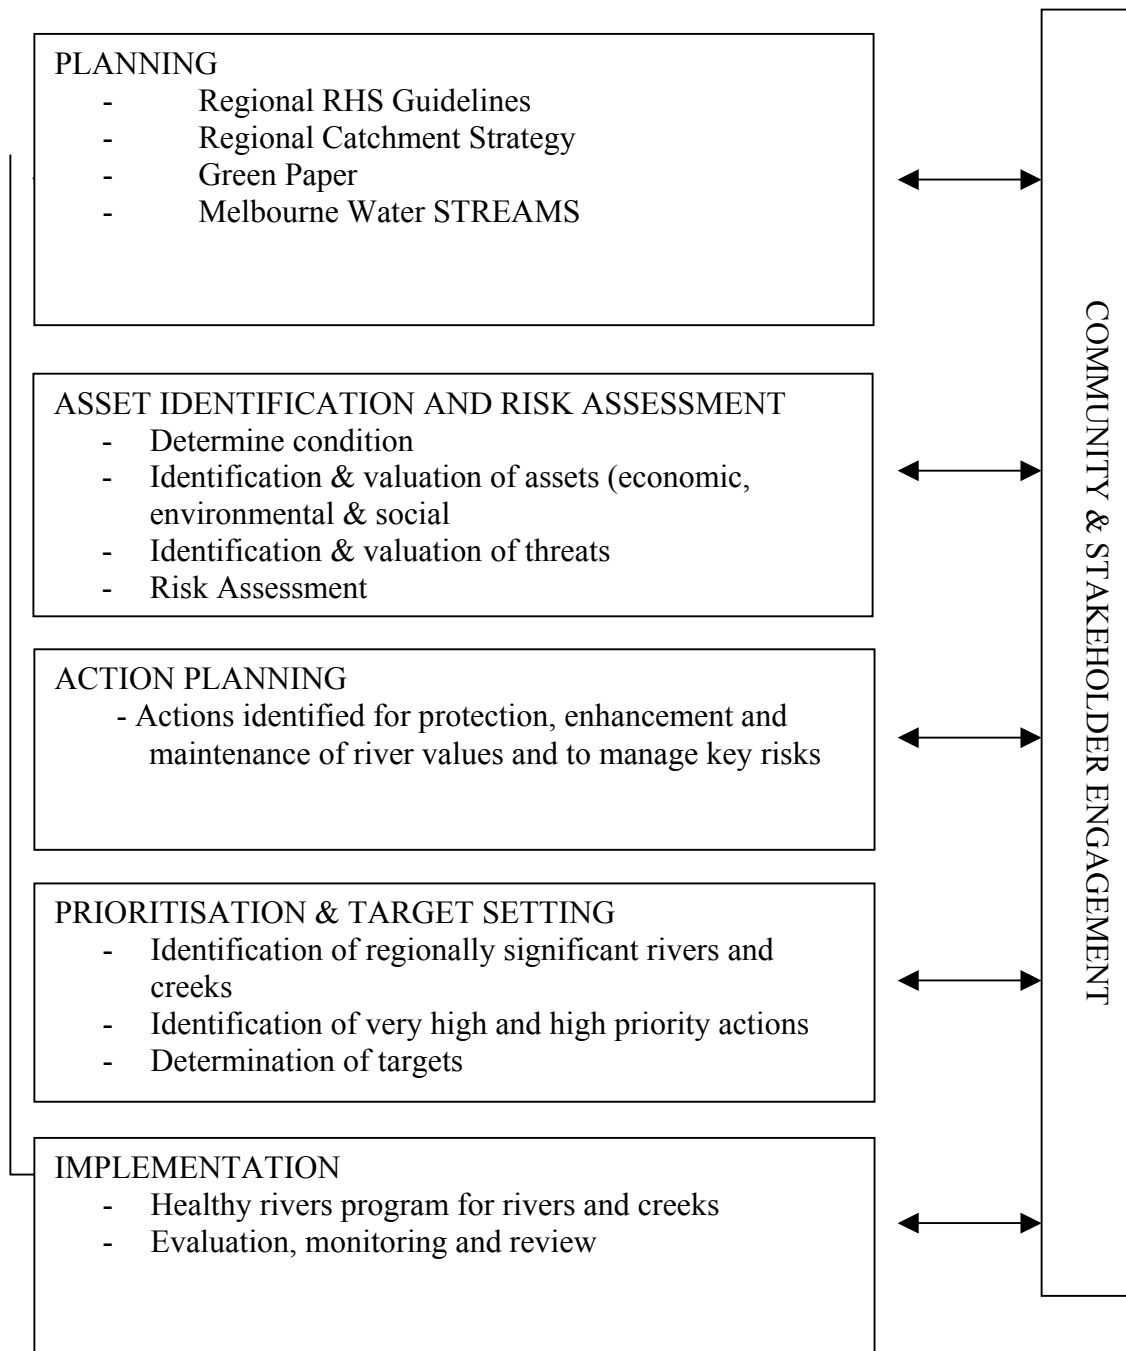 PLANNING
- Regional RHS Guidelines
- Regional Catchment Strategy
- Green Paper
- Melbourne Water STREAMS
ASSET IDENTIFICATION AND RISK ASSESSMENT
- Determine condition
- Identification & valuation of assets (economic,
environmental & social
- Identification & valuation of threats
- Risk Assessment
ACTION PLANNING
- Actions identified for protection, enhancement and
maintenance of river values and to manage key risks
PRIORITISATION & TARGET SETTING
- Identification of regionally significant rivers and
creeks
- Identification of very high and high priority actions
- Determination of targets
IMPLEMENTATION
- Healthy rivers program for rivers and creeks
- Evaluation, monitoring and review
COMMUNITY & STAKEHOLDER ENGAGEMENT